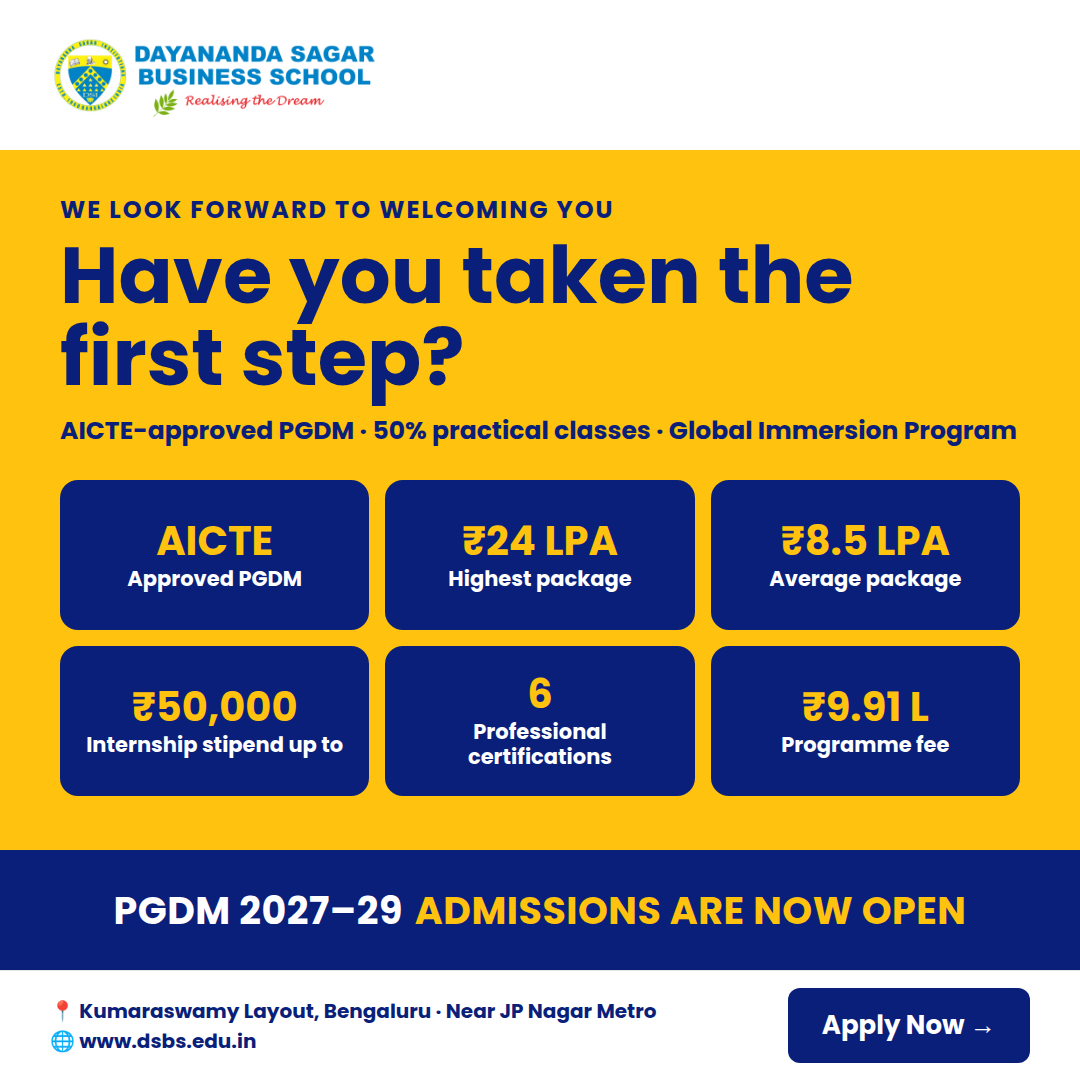 DAYANANDA SAGAR
BUSINESS SCHOOL
Realising the Dream
DSI
WE LOOK FORWARD TO WELCOMING YOU
Have you taken the
first step?
AICTE-approved PGDM · 50% practical classes · Global Immersion Program
AICTE
Approved PGDM
₹24 LPA
Highest package
₹8.5 LPA
Average package
₹50,000
Internship stipend up to
6
Professional
certifications
₹9.91 L
Programme fee
PGDM 2027–29 ADMISSIONS ARE NOW OPEN
📍 Kumaraswamy Layout, Bengaluru · Near JP Nagar Metro
🌐 www.dsbs.edu.in
Apply Now →